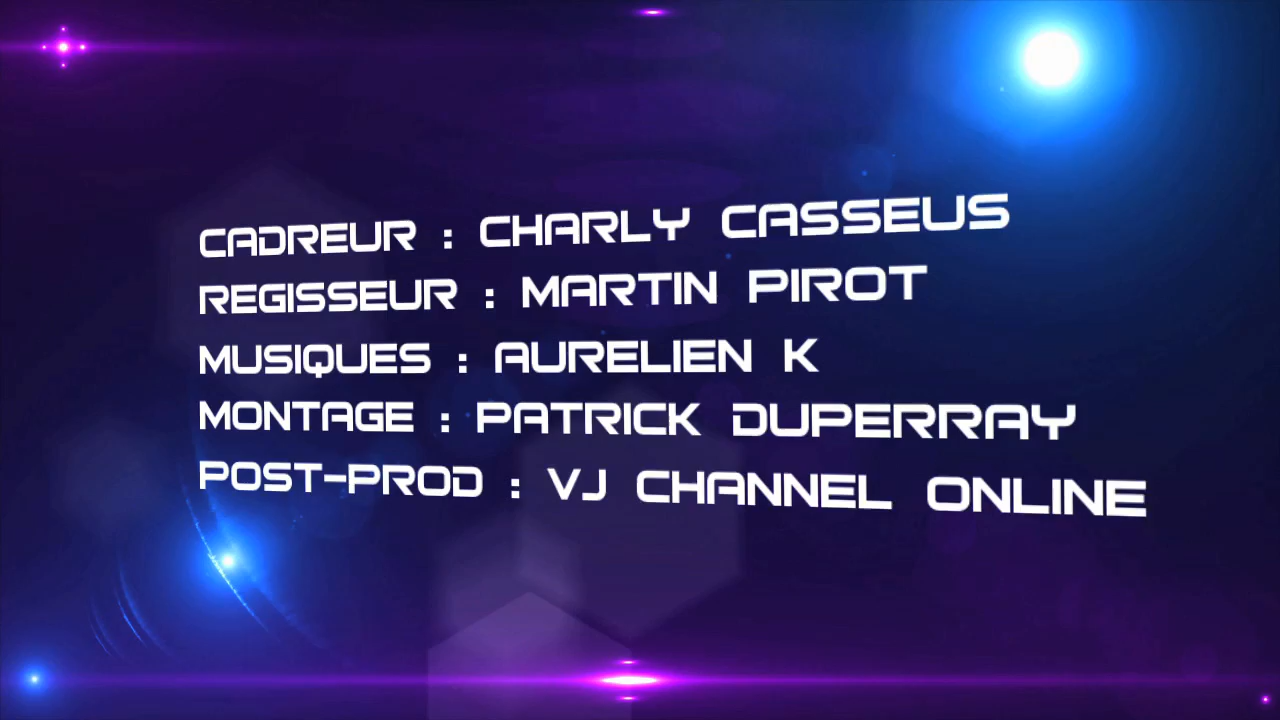 CADREUR : CHARLY CASSEUS
REGISSEUR : MARTIN PIROT
MUSIQUES : AURELIEN K
MONTAGE : PATRICK DUPERRAY
POST-PROD : VJ CHANNEL ONLINE